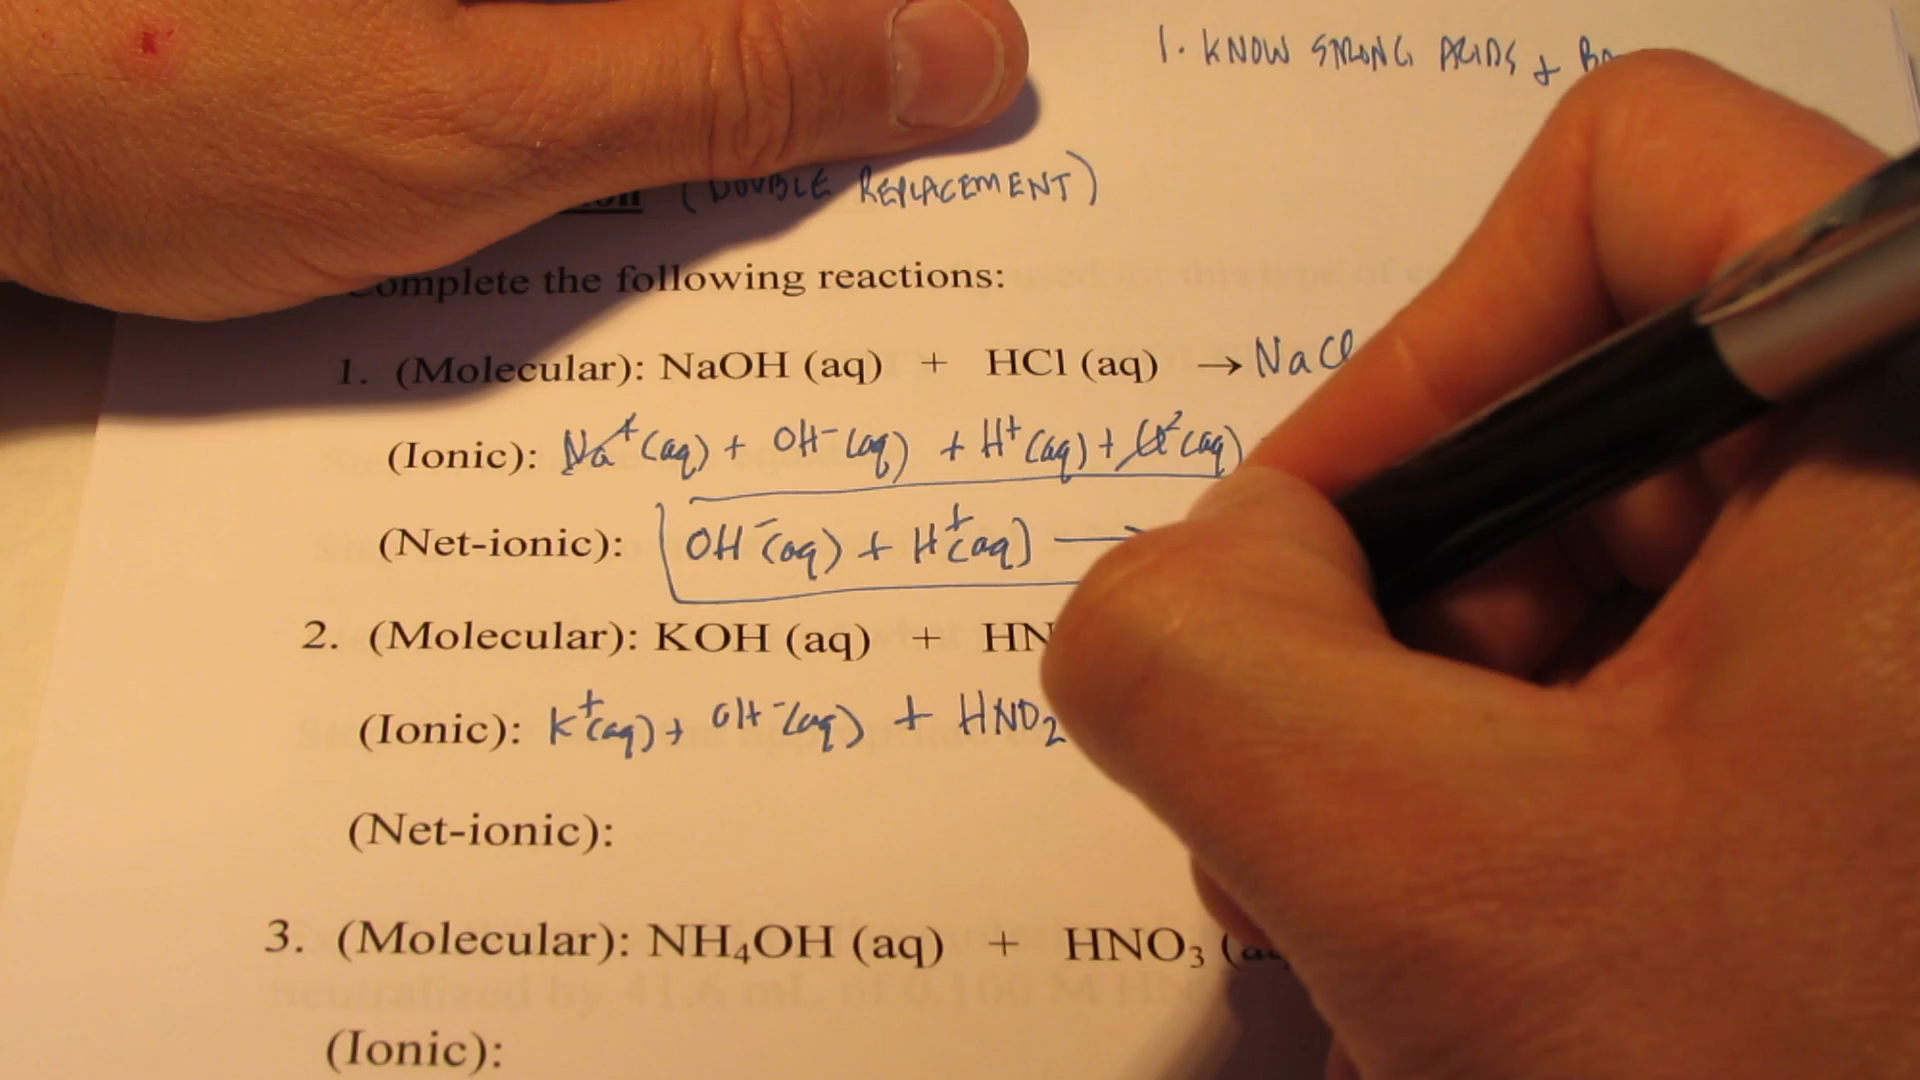 1. KNOW STRONG ACIDS +
(DOUBLE REPLACEMENT)
Complete the following reactions:
1. (Molecular): NaOH (aq) + HCl (aq) → NaCl
(Ionic): Na⁺(aq) + OH⁻(aq) + H⁺(aq) + Cl⁻(aq)
(Net-ionic): OH⁻(aq) + H⁺(aq) →
2. (Molecular): KOH (aq) + HN
(Ionic): K⁺(aq) + OH⁻(aq) + HNO₂
(Net-ionic):
3. (Molecular): NH₄OH (aq) + HNO₃
(Ionic):